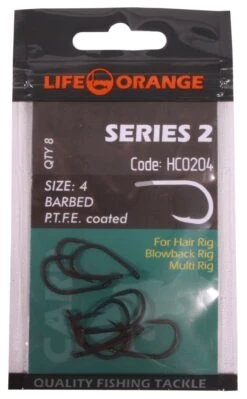 LIFE ORANGE
SERIES 2
Code: HC0204
QTY 8
SIZE: 4
BARBED
P.T.F.E. coated
For Hair Rig
Blowback Rig
Multi Rig
QUALITY FISHING TACKLE